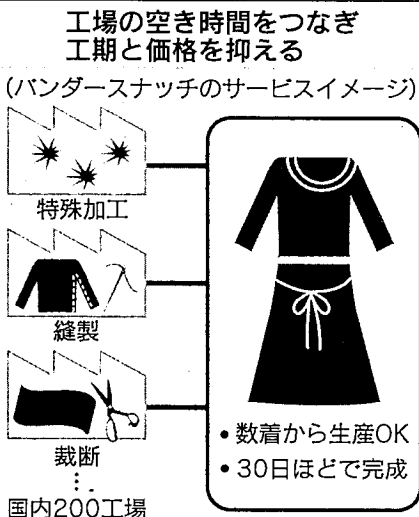 工場の空き時間をつなぎ
工期と価格を抑える
(バンダースナッチのサービスイメージ)
特殊加工
縫製
裁断
⋮
国内200工場
• 数着から生産OK
• 30日ほどで完成